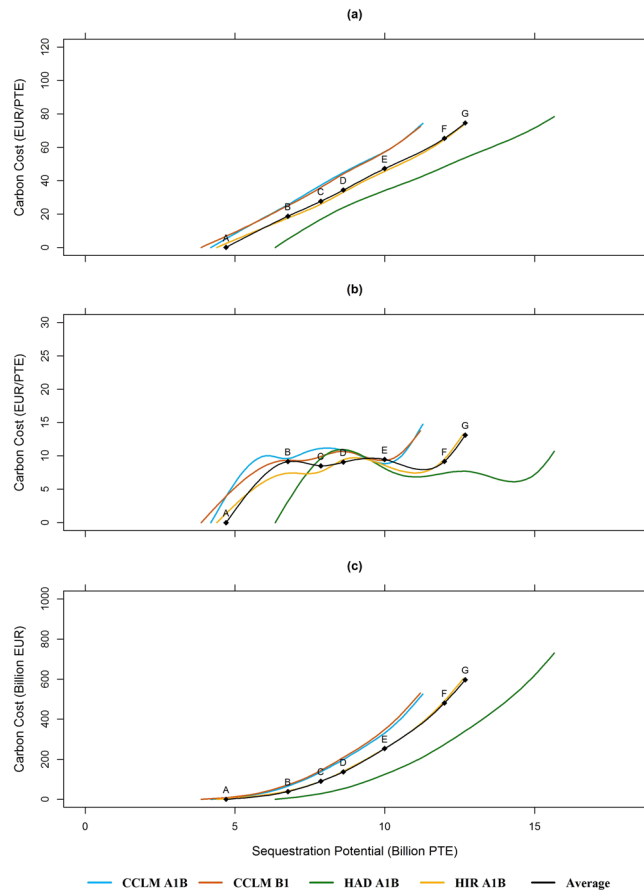 (a)
Carbon Cost (EUR/PTE)
120
100
80
60
40
20
0
A
B
C
D
E
F
G
(b)
Carbon Cost (EUR/PTE)
30
25
20
15
10
5
0
A
B
C
D
E
F
G
(c)
Carbon Cost (Billion EUR)
1000
800
600
400
200
0
A
B
C
D
E
F
G
0 5 10 15
Sequestration Potential (Billion PTE)
CCLM A1B CCLM B1 HAD A1B HIR A1B Average